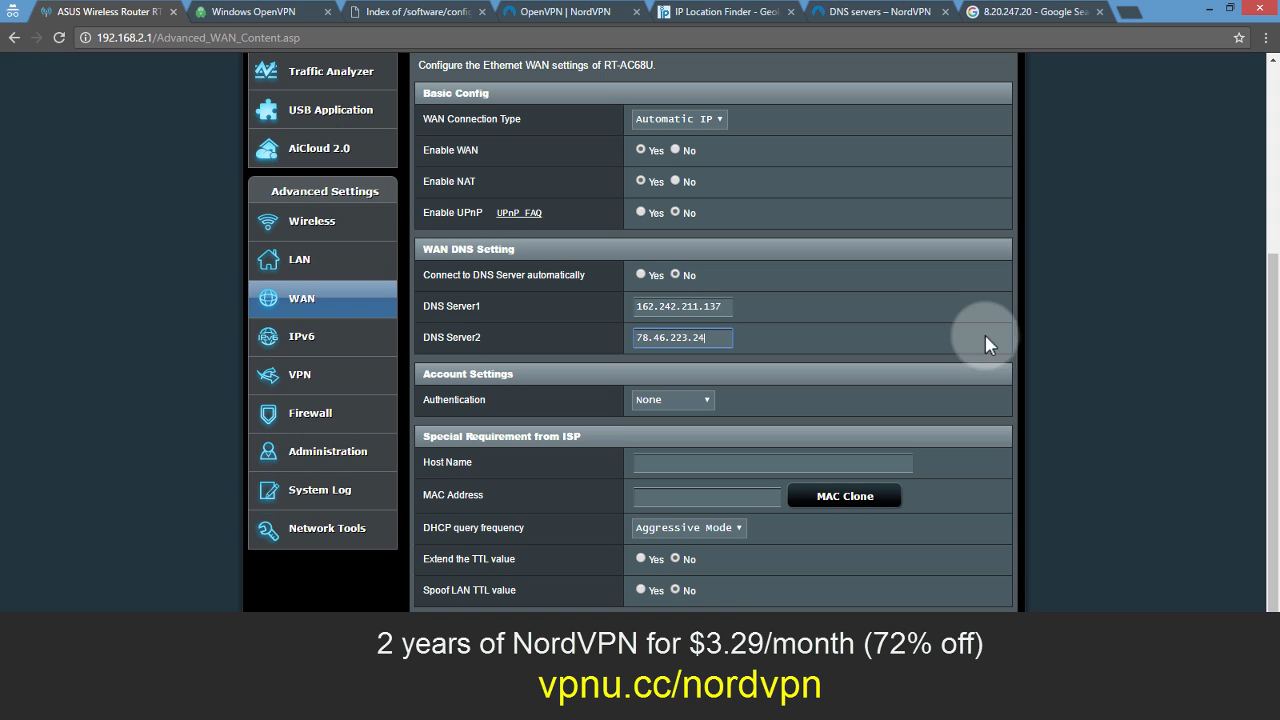 ASUS Wireless Router RT
Windows OpenVPN
Index of /software/config
OpenVPN | NordVPN
IP Location Finder - Geol
DNS servers – NordVPN
8.20.247.20 - Google Sea
192.168.2.1/Advanced_WAN_Content.asp
Traffic Analyzer
USB Application
AiCloud 2.0
Advanced Settings
Wireless
LAN
WAN
IPv6
VPN
Firewall
Administration
System Log
Network Tools
Configure the Ethernet WAN settings of RT-AC68U.
Basic Config
WAN Connection Type Automatic IP
Enable WAN Yes No
Enable NAT Yes No
Enable UPnP UPnP FAQ Yes No
WAN DNS Setting
Connect to DNS Server automatically Yes No
DNS Server1 162.242.211.137
DNS Server2 78.46.223.24
Account Settings
Authentication None
Special Requirement from ISP
Host Name
MAC Address MAC Clone
DHCP query frequency Aggressive Mode
Extend the TTL value Yes No
Spoof LAN TTL value Yes No
2 years of NordVPN for $3.29/month (72% off)
vpnu.cc/nordvpn